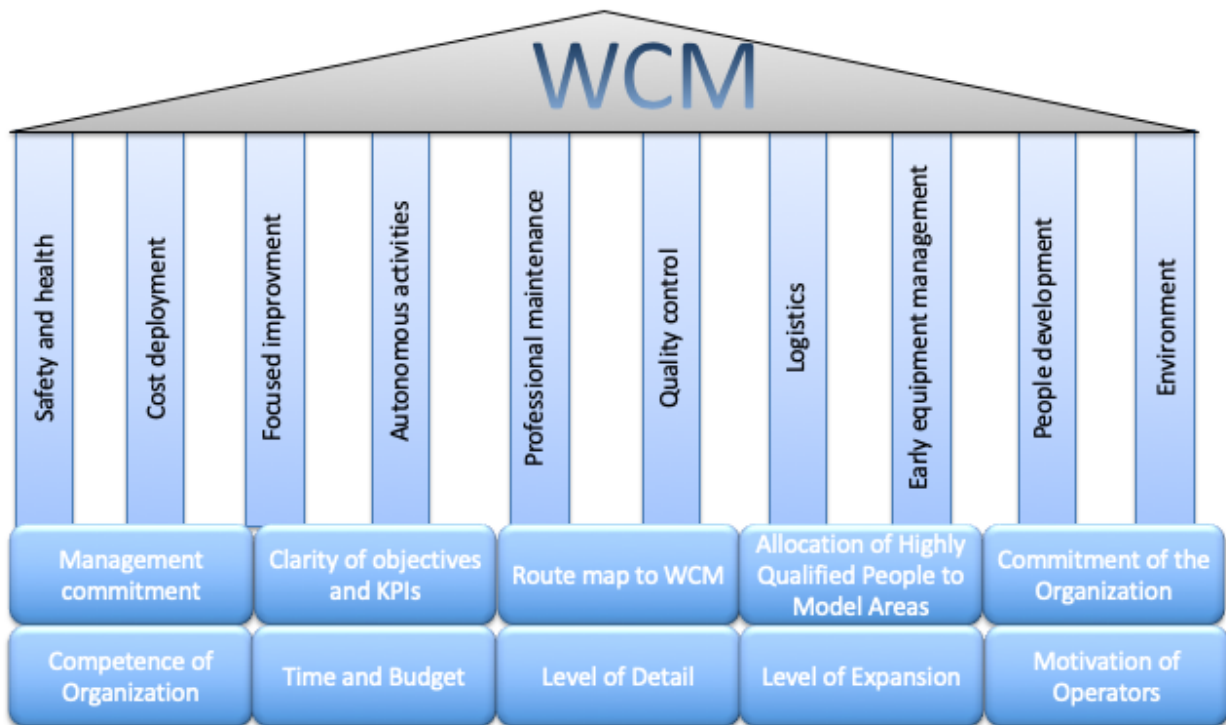 WCM
Safety and health
Cost deployment
Focused improvment
Autonomous activities
Professional maintenance
Quality control
Logistics
Early equipment management
People development
Environment
Management
commitment
Clarity of objectives
and KPIs
Route map to WCM
Allocation of Highly
Qualified People to
Model Areas
Commitment of the
Organization
Competence of
Organization
Time and Budget
Level of Detail
Level of Expansion
Motivation of
Operators